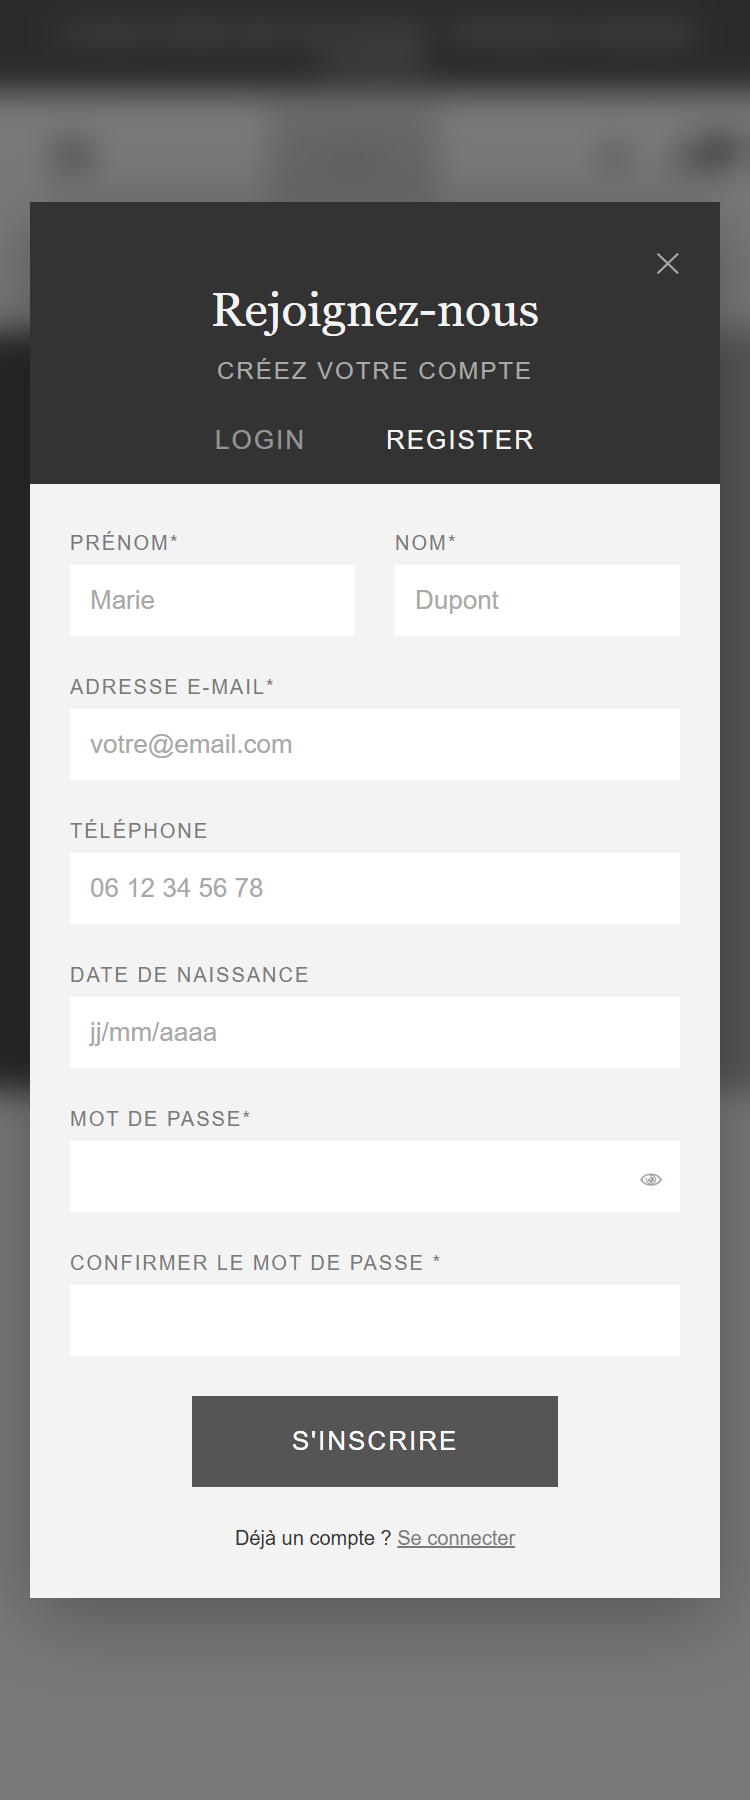 Rejoignez-nous
CRÉEZ VOTRE COMPTE
LOGIN REGISTER
PRÉNOM* NOM*
Marie Dupont
ADRESSE E-MAIL*
votre@email.com
TÉLÉPHONE
06 12 34 56 78
DATE DE NAISSANCE
jj/mm/aaaa
MOT DE PASSE*
CONFIRMER LE MOT DE PASSE *
S'INSCRIRE
Déjà un compte ? Se connecter